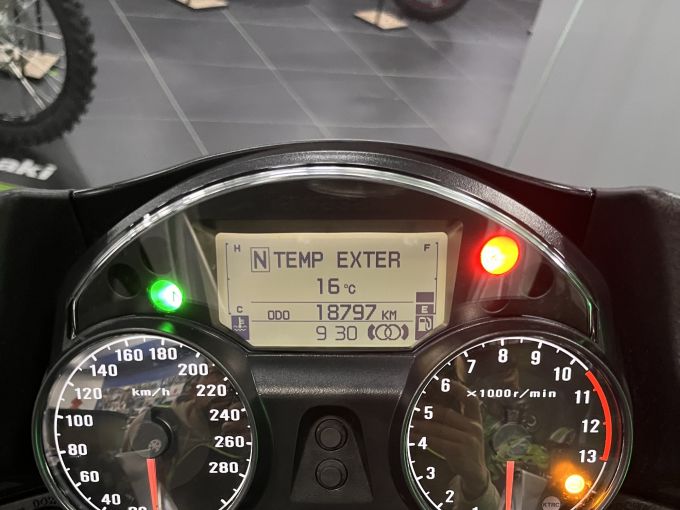 aki
H F
N TEMP EXTER
16 °C
C ODO 18797 KM E
9 30
160 180
140 200
120 220
100 km/h 240
80 260
60 280
40
8 9
7 10
6 x1000r/min 11
5 12
4 13
3
2
1
KTRC